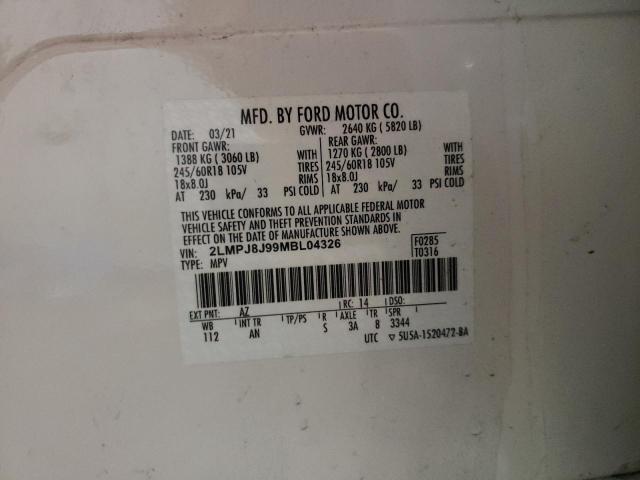 MFD. BY FORD MOTOR CO.
DATE: 03/21 GVWR: 2640 KG ( 5820 LB)
FRONT GAWR: REAR GAWR:
1388 KG ( 3060 LB) WITH 1270 KG ( 2800 LB) WITH
245/60R18 105V TIRES 245/60R18 105V TIRES
18x8.0J RIMS 18x8.0J RIMS
AT 230 kPa/ 33 PSI COLD AT 230 kPa/ 33 PSI COLD
THIS VEHICLE CONFORMS TO ALL APPLICABLE FEDERAL MOTOR
VEHICLE SAFETY AND THEFT PREVENTION STANDARDS IN
EFFECT ON THE DATE OF MANUFACTURE SHOWN ABOVE.
VIN: 2LMPJ8J99MBL04326 F0285
TYPE: MPV T0316
EXT PNT: AZ RC: 14 DSO:
WB INT TR TP/PS R AXLE TR SPR
112 AN S 3A 8 3344
UTC ▽ 5U5A-1520472-BA